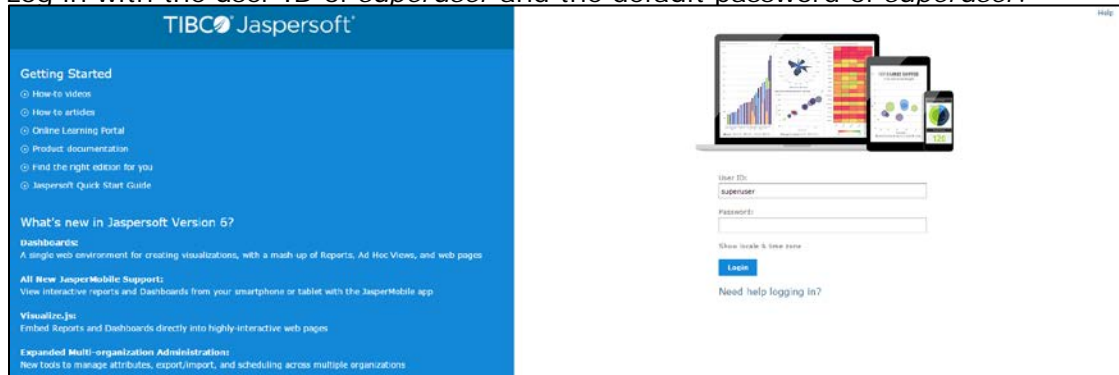 Log in with the user ID of superuser and the default password of superuser.
TIBCO Jaspersoft®
Getting Started
How-to videos
How-to articles
Online Learning Portal
Product documentation
Find the right edition for you
Jaspersoft Quick Start Guide
What's new in Jaspersoft Version 6?
Dashboards:
A single web environment for creating visualizations, with a mash-up of Reports, Ad Hoc Views, and web pages
All New JasperMobile Support:
View interactive reports and Dashboards from your smartphone or tablet with the JasperMobile app
Visualize.js:
Embed Reports and Dashboards directly into highly-interactive web pages
Expanded Multi-organization Administration:
New tools to manage attributes, export/import, and scheduling across multiple organizations
Help
User ID:
superuser
Password:
Show locale & time zone
Login
Need help logging in?